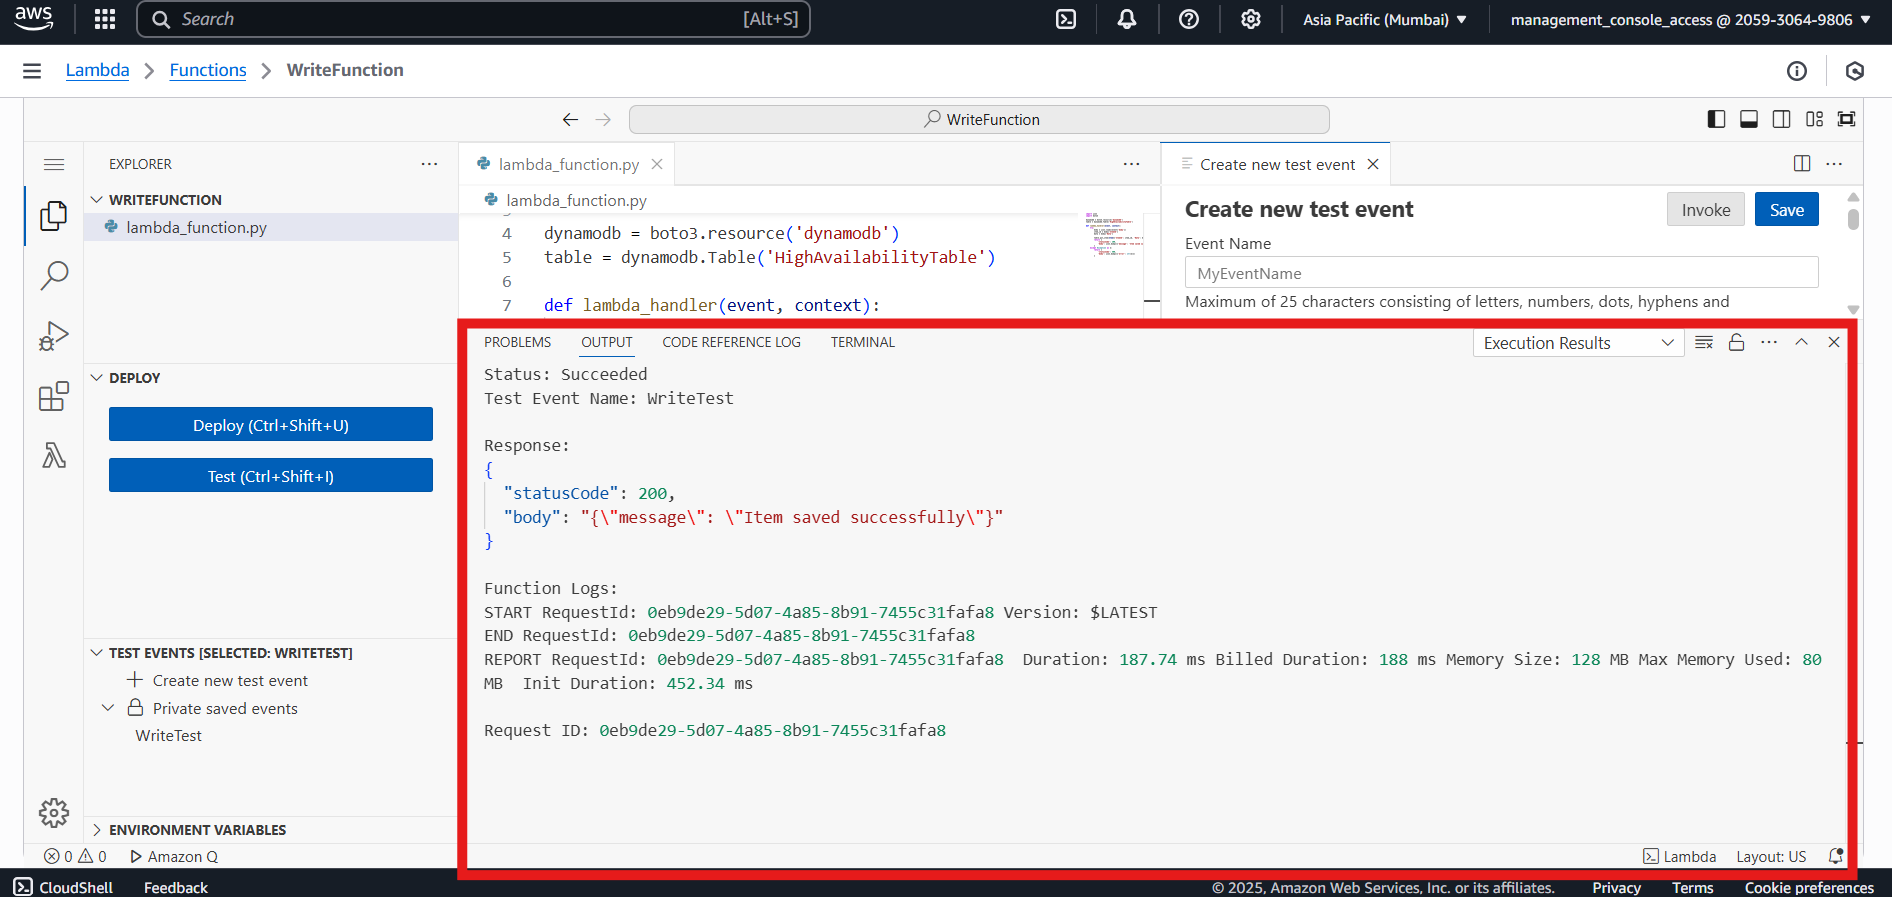 aws
Search
[Alt+S]
Asia Pacific (Mumbai)
management_console_access @ 2059-3064-9806
Lambda
Functions
WriteFunction
WriteFunction
EXPLORER
WRITEFUNCTION
lambda_function.py
DEPLOY
Deploy (Ctrl+Shift+U)
Test (Ctrl+Shift+I)
TEST EVENTS [SELECTED: WRITETEST]
Create new test event
Private saved events
WriteTest
ENVIRONMENT VARIABLES
lambda_function.py
lambda_function.py
4 dynamodb = boto3.resource('dynamodb')
5 table = dynamodb.Table('HighAvailabilityTable')
6
7 def lambda_handler(event, context):
Create new test event
Create new test event
Invoke
Save
Event Name
MyEventName
Maximum of 25 characters consisting of letters, numbers, dots, hyphens and
PROBLEMS
OUTPUT
CODE REFERENCE LOG
TERMINAL
Execution Results
Status: Succeeded
Test Event Name: WriteTest
Response:
{
"statusCode": 200,
"body": "{\"message\": \"Item saved successfully\"}"
}
Function Logs:
START RequestId: 0eb9de29-5d07-4a85-8b91-7455c31fafa8 Version: $LATEST
END RequestId: 0eb9de29-5d07-4a85-8b91-7455c31fafa8
REPORT RequestId: 0eb9de29-5d07-4a85-8b91-7455c31fafa8 Duration: 187.74 ms Billed Duration: 188 ms Memory Size: 128 MB Max Memory Used: 80
MB Init Duration: 452.34 ms
Request ID: 0eb9de29-5d07-4a85-8b91-7455c31fafa8
0 0
Amazon Q
Lambda
Layout: US
CloudShell
Feedback
© 2025, Amazon Web Services, Inc. or its affiliates.
Privacy
Terms
Cookie preferences